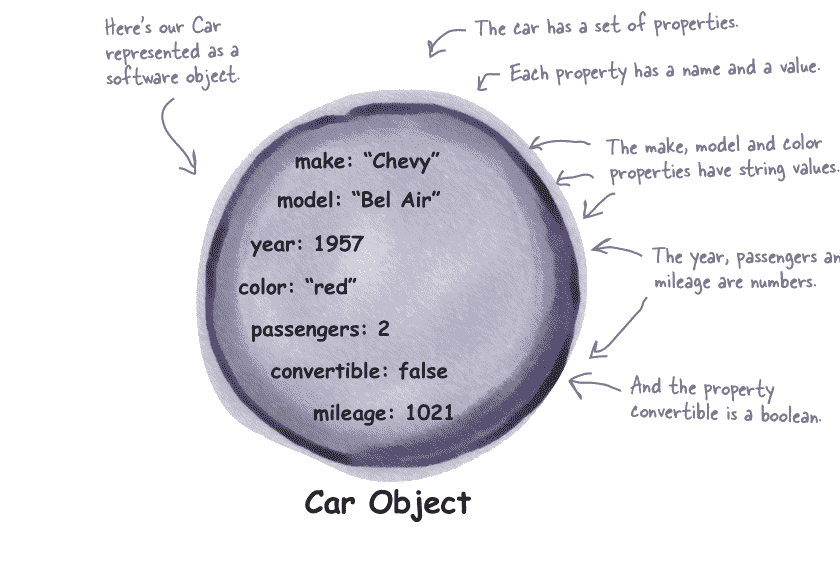 Here's our Car
represented as a
software object.
The car has a set of properties.
Each property has a name and a value.
The make, model and color
properties have string values.
The year, passengers
mileage are numbers.
And the property
convertible is a boolean.
make: “Chevy”
model: “Bel Air”
year: 1957
color: “red”
passengers: 2
convertible: false
mileage: 1021
Car Object